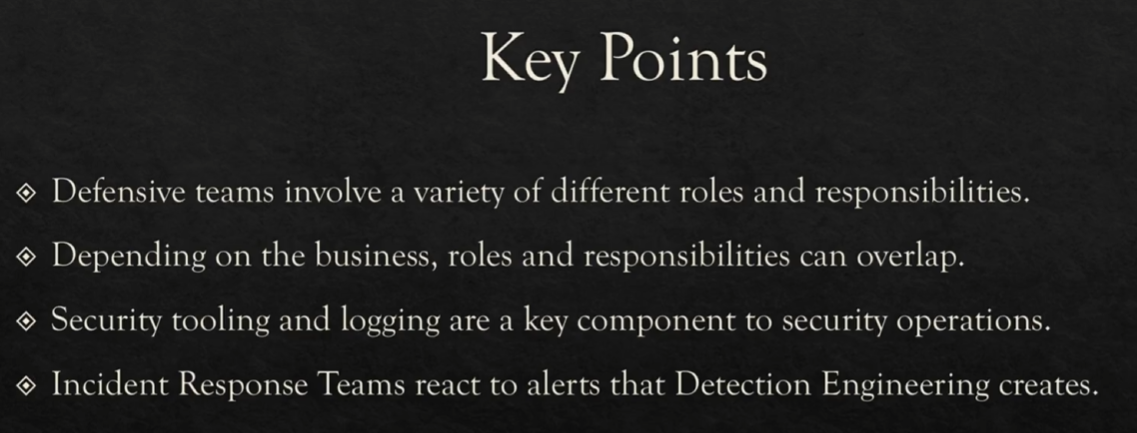 Key Points
Defensive teams involve a variety of different roles and responsibilities.
Depending on the business, roles and responsibilities can overlap.
Security tooling and logging are a key component to security operations.
Incident Response Teams react to alerts that Detection Engineering creates.